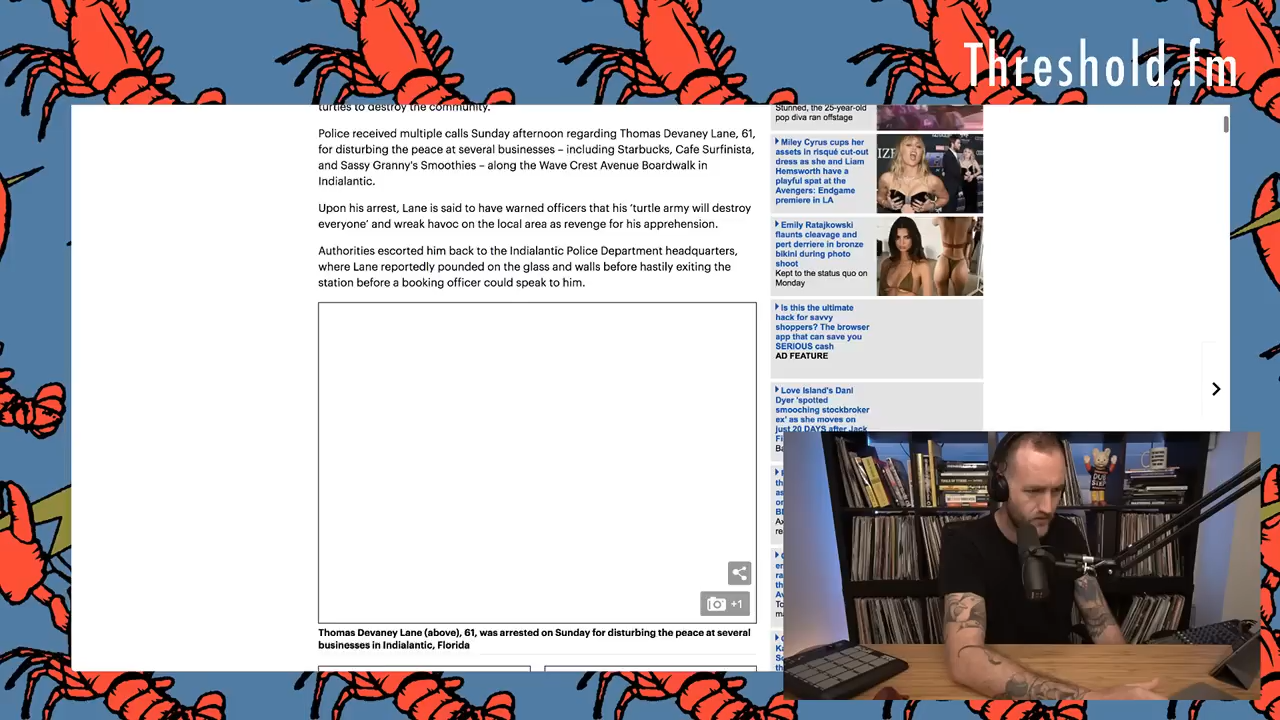 Threshold.fm
turtles to destroy the community.
Police received multiple calls Sunday afternoon regarding Thomas Devaney Lane, 61,
for disturbing the peace at several businesses – including Starbucks, Cafe Surfinista,
and Sassy Granny's Smoothies – along the Wave Crest Avenue Boardwalk in
Indialantic.
Upon his arrest, Lane is said to have warned officers that his 'turtle army will destroy
everyone' and wreak havoc on the local area as revenge for his apprehension.
Authorities escorted him back to the Indialantic Police Department headquarters,
where Lane reportedly pounded on the glass and walls before hastily exiting the
station before a booking officer could speak to him.
+1
Thomas Devaney Lane (above), 61, was arrested on Sunday for disturbing the peace at several
businesses in Indialantic, Florida
Stunned, the 25-year-old
pop diva ran offstage
Miley Cyrus cups her
assets in risqué cut-out
dress as she and Liam
Hemsworth have a
playful spat at the
Avengers: Endgame
premiere in LA
Emily Ratajkowski
flaunts cleavage and
pert derriere in bronze
bikini during photo
shoot
Kept to the status quo on
Monday
Is this the ultimate
hack for savvy
shoppers? The browser
app that can save you
SERIOUS cash
AD FEATURE
Love Island's Dani
Dyer 'spotted
smooching stockbroker
ex' as she moves on
just 20 DAYS after Jack